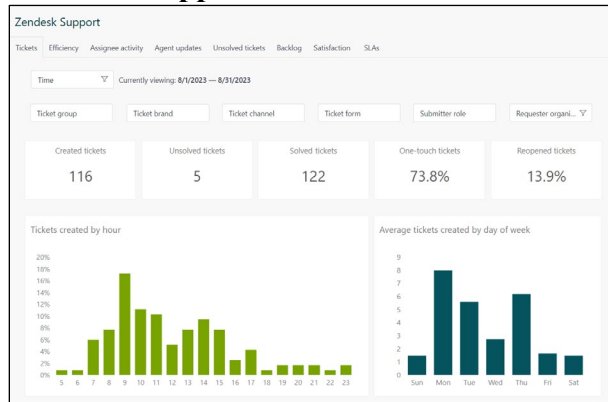 Zendesk Support
Tickets Efficiency Assignee activity Agent updates Unsolved tickets Backlog Satisfaction SLAs
Time Currently viewing: 8/1/2023 — 8/31/2023
Ticket group Ticket brand Ticket channel Ticket form Submitter role Requester organi...
Created tickets Unsolved tickets Solved tickets One-touch tickets Reopened tickets
116 5 122 73.8% 13.9%
Tickets created by hour
20%
18%
16%
14%
12%
10%
8%
6%
4%
2%
0%
5 6 7 8 9 10 11 12 13 14 15 16 17 18 19 20 21 22 23
Average tickets created by day of week
9
8
7
6
5
4
3
2
1
0
Sun Mon Tue Wed Thu Fri Sat